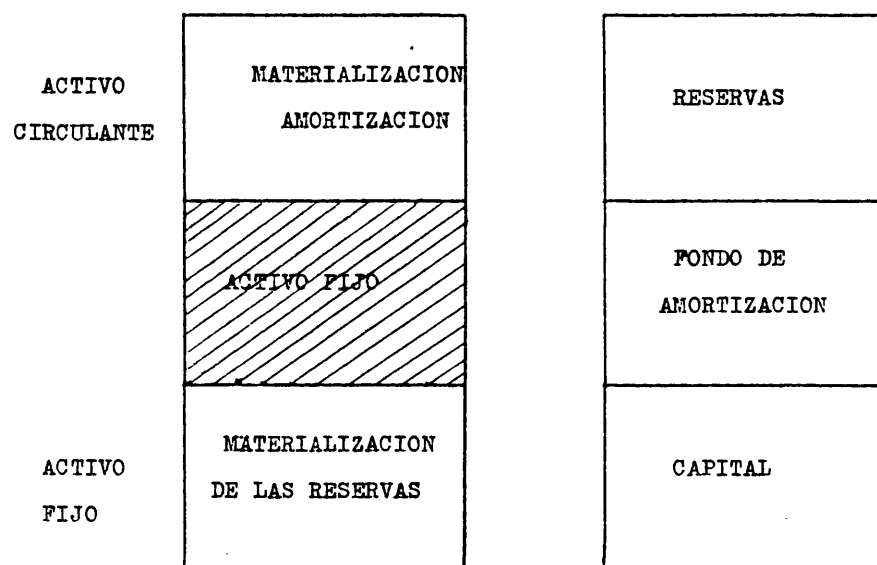 ACTIVO
CIRCULANTE
MATERIALIZACION
AMORTIZACION
RESERVAS
ACTIVO FIJO
FONDO DE
AMORTIZACION
ACTIVO
FIJO
MATERIALIZACION
DE LAS RESERVAS
CAPITAL